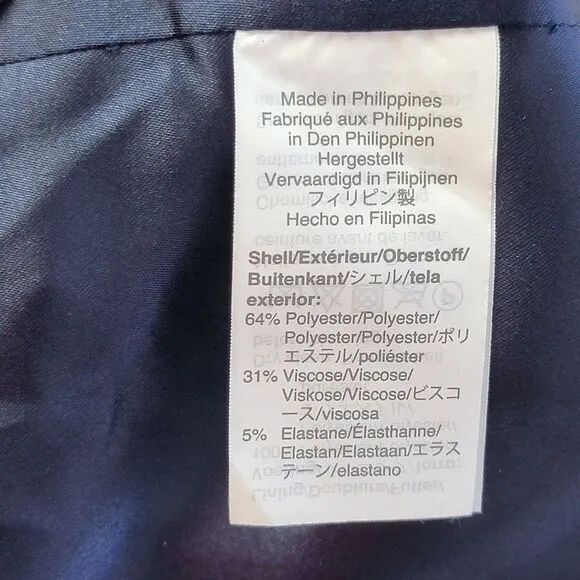 Made in Philippines
Fabriqué aux Philippines
in Den Philippinen
Hergestellt
Vervaardigd in Filipijnen
フィリピン製
Hecho en Filipinas
Shell/Extérieur/Oberstoff/
Buitenkant/シェル/tela
exterior:
64% Polyester/Polyester/
Polyester/Polyester/ポリ
エステル/poliéster
31% Viscose/Viscose/
Viskose/Viscose/ビスコ
ース/viscosa
5% Elastane/Élasthanne/
Elastan/Elastaan/エラス
テーン/elastano